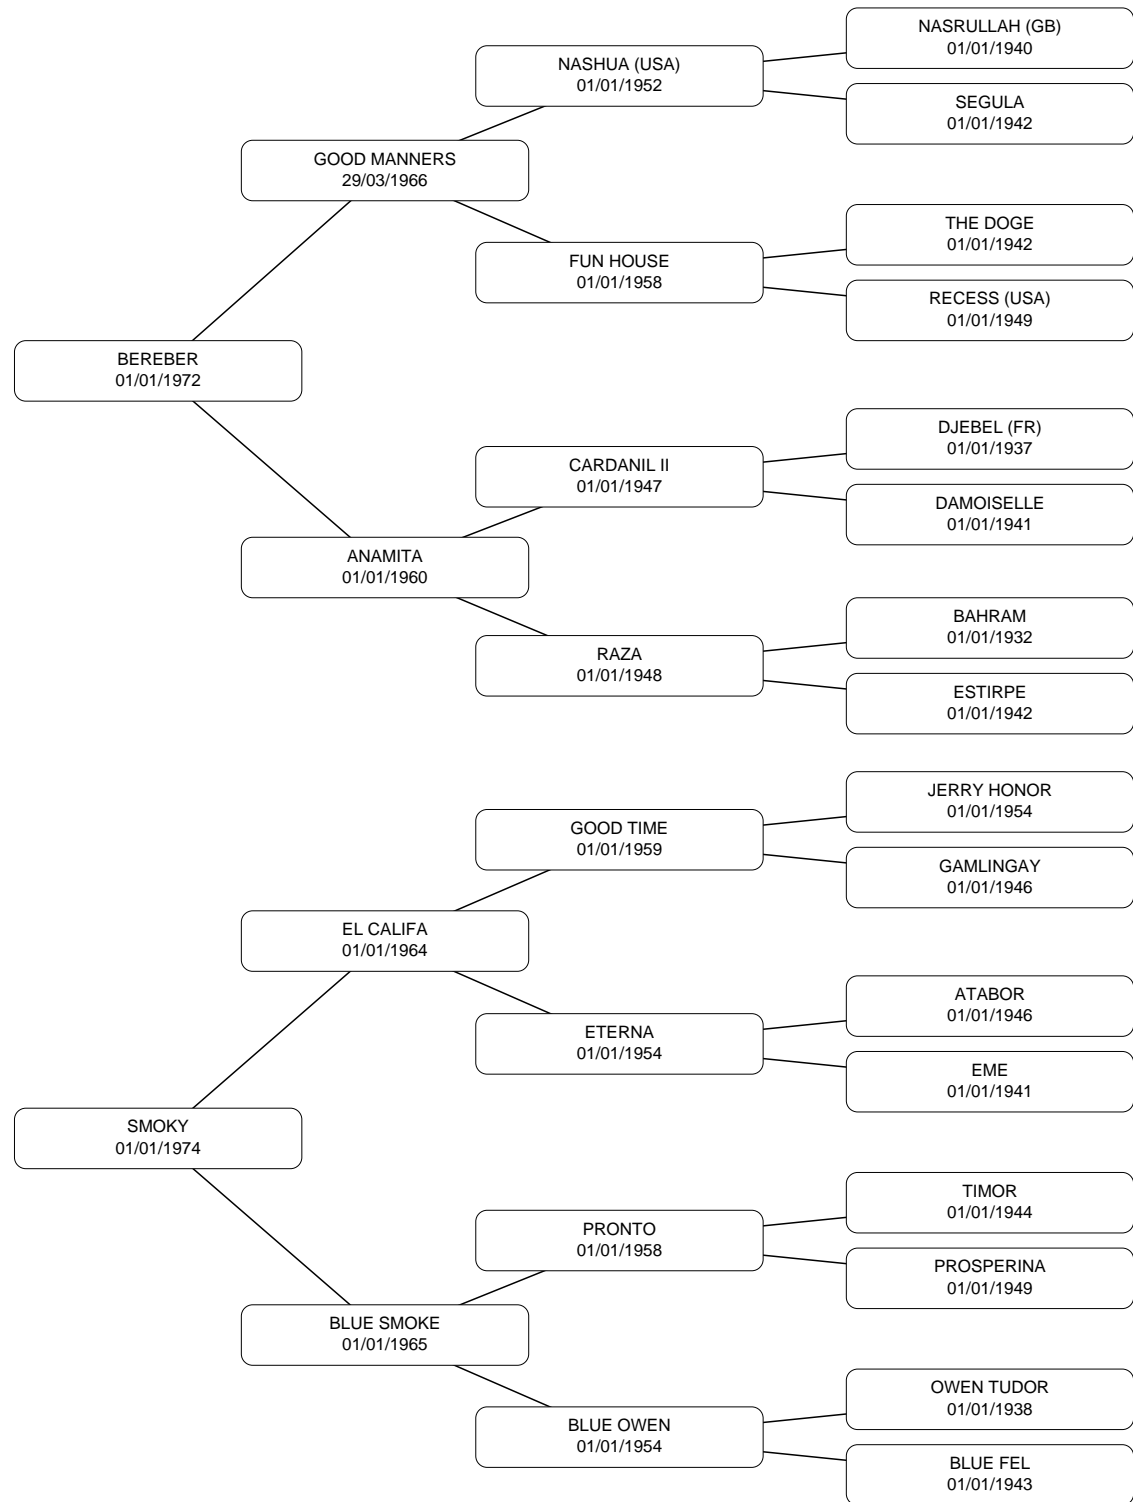 NASRULLAH (GB)
01/01/1940
NASHUA (USA)
01/01/1952
SEGULA
01/01/1942
GOOD MANNERS
29/03/1966
THE DOGE
01/01/1942
FUN HOUSE
01/01/1958
RECESS (USA)
01/01/1949
BEREBER
01/01/1972
DJEBEL (FR)
01/01/1937
CARDANIL II
01/01/1947
DAMOISELLE
01/01/1941
ANAMITA
01/01/1960
BAHRAM
01/01/1932
RAZA
01/01/1948
ESTIRPE
01/01/1942
JERRY HONOR
01/01/1954
GOOD TIME
01/01/1959
GAMLINGAY
01/01/1946
EL CALIFA
01/01/1964
ATABOR
01/01/1946
ETERNA
01/01/1954
EME
01/01/1941
SMOKY
01/01/1974
TIMOR
01/01/1944
PRONTO
01/01/1958
PROSPERINA
01/01/1949
BLUE SMOKE
01/01/1965
OWEN TUDOR
01/01/1938
BLUE OWEN
01/01/1954
BLUE FEL
01/01/1943